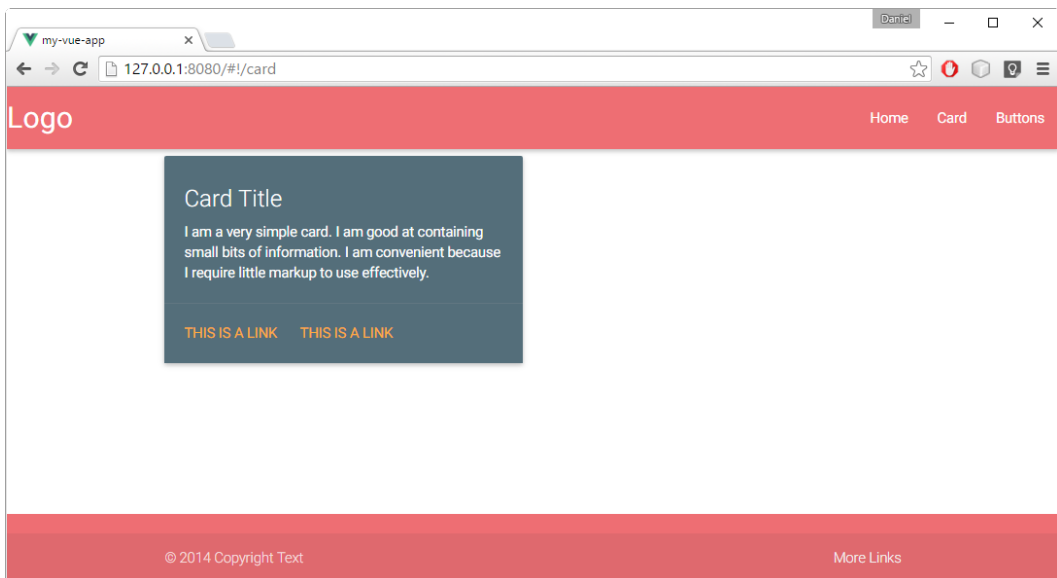 Daniel
my-vue-app
127.0.0.1:8080/#!/card
Logo
Home Card Buttons
Card Title
I am a very simple card. I am good at containing
small bits of information. I am convenient because
I require little markup to use effectively.
THIS IS A LINK THIS IS A LINK
© 2014 Copyright Text
More Links